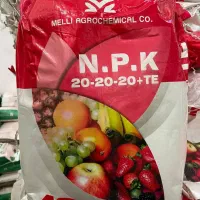 MELLI AGROCHEMICAL CO.
N.P.K
20-20-20+TE